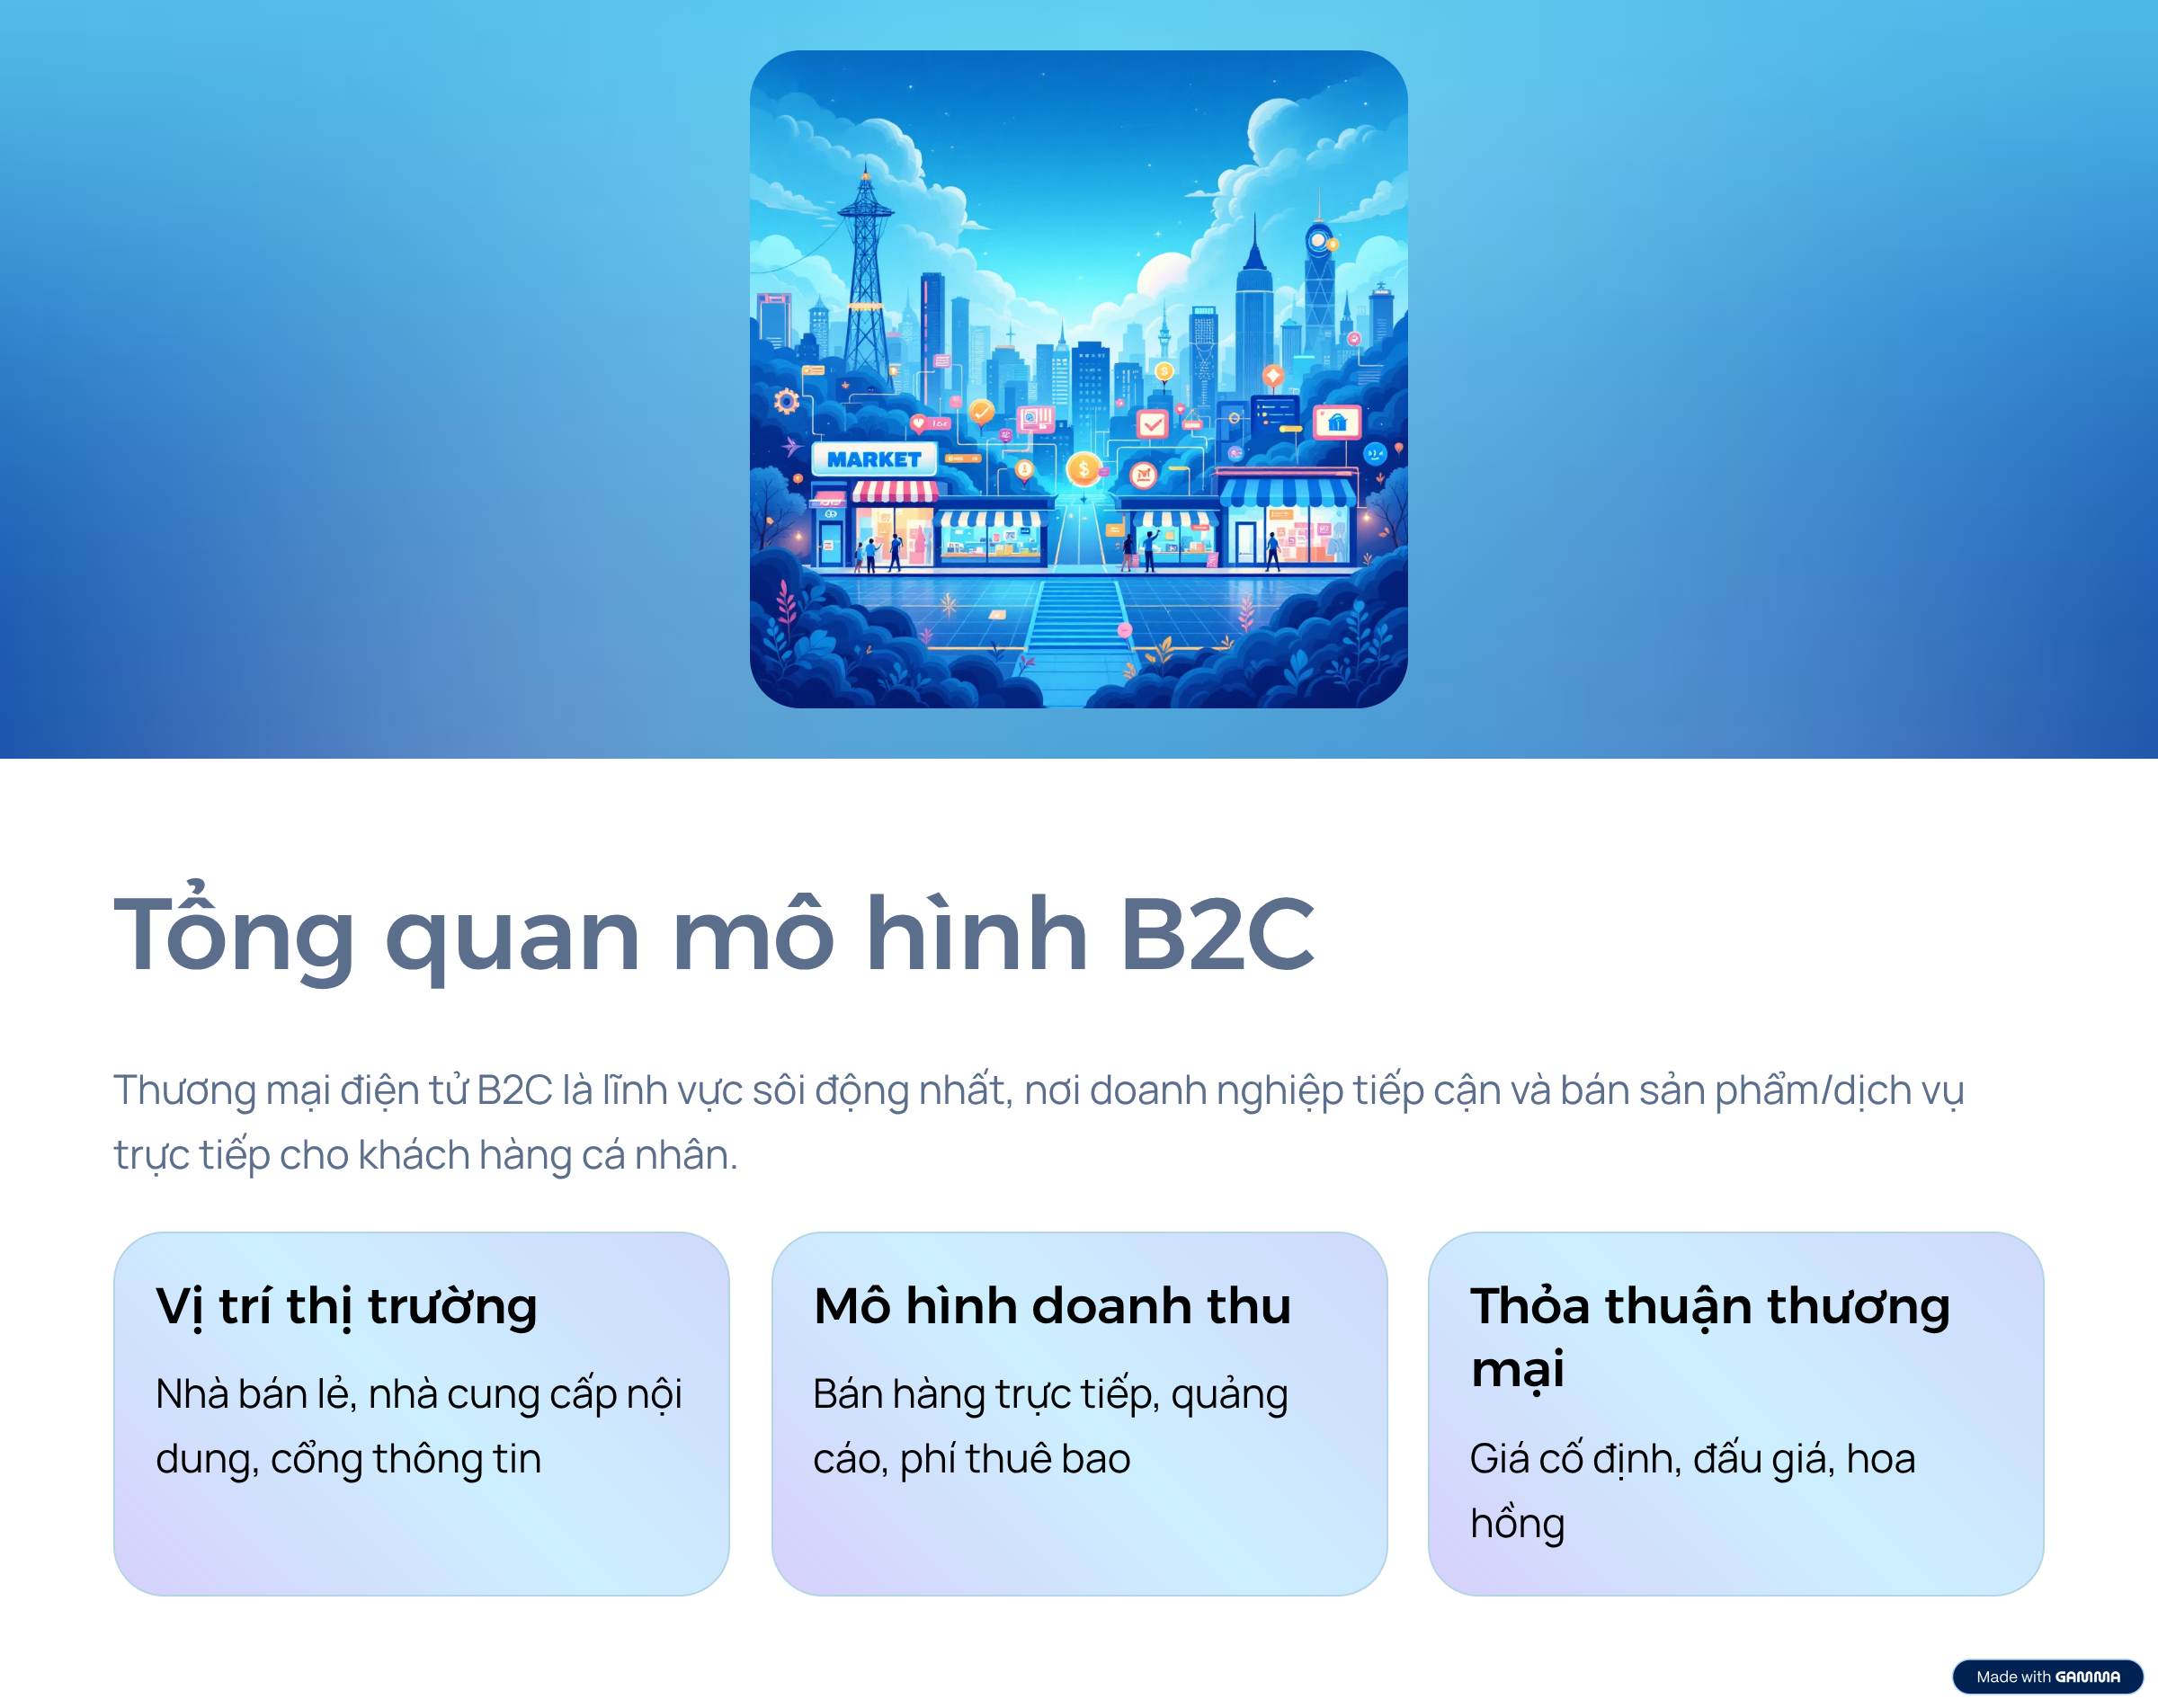 MARKET
Tổng quan mô hình B2C
Thương mại điện tử B2C là lĩnh vực sôi động nhất, nơi doanh nghiệp tiếp cận và bán sản phẩm/dịch vụ
trực tiếp cho khách hàng cá nhân.
Vị trí thị trường
Nhà bán lẻ, nhà cung cấp nội
dung, cổng thông tin
Mô hình doanh thu
Bán hàng trực tiếp, quảng
cáo, phí thuê bao
Thỏa thuận thương
mại
Giá cố định, đấu giá, hoa
hồng
Made with GAMMA